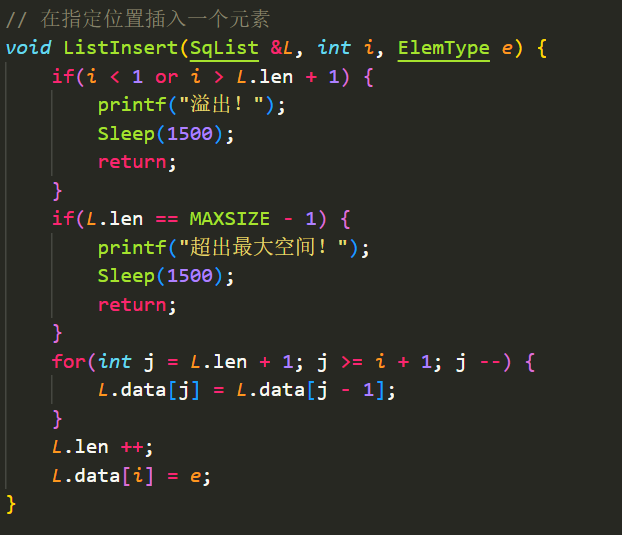 // 在指定位置插入一个元素
void ListInsert(SqList &L, int i, ElemType e) {
    if(i < 1 or i > L.len + 1) {
        printf("溢出！");
        Sleep(1500);
        return;
    }
    if(L.len == MAXSIZE - 1) {
        printf("超出最大空间！");
        Sleep(1500);
        return;
    }
    for(int j = L.len + 1; j >= i + 1; j --) {
        L.data[j] = L.data[j - 1];
    }
    L.len ++;
    L.data[i] = e;
}